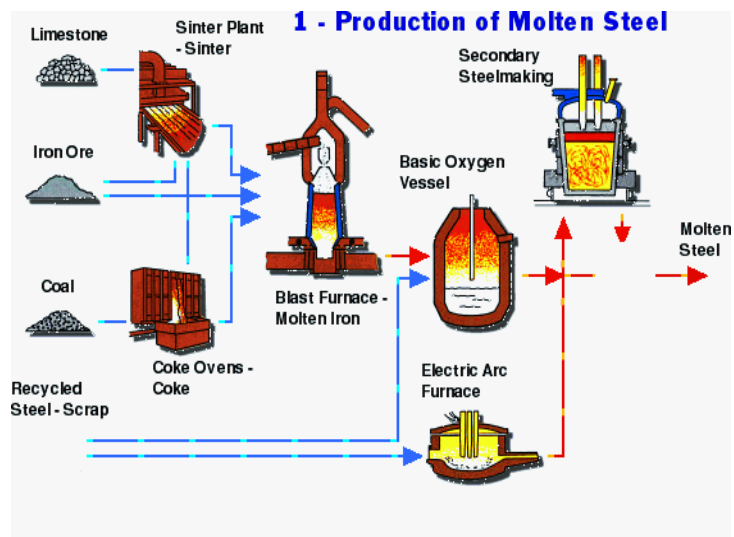 1 - Production of Molten Steel
Limestone
Sinter Plant
- Sinter
Secondary
Steelmaking
Iron Ore
Basic Oxygen
Vessel
Molten
Steel
Coal
Blast Furnace -
Molten Iron
Coke Ovens -
Coke
Electric Arc
Furnace
Recycled
Steel - Scrap